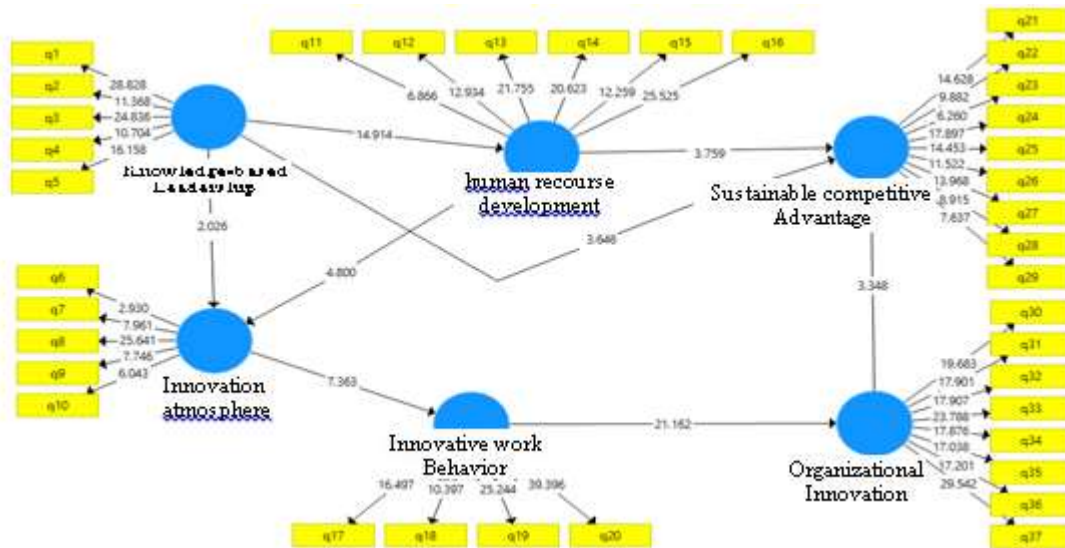 q1
q2
q3
q4
q5
28.828
11.368
24.836
10.704
16.158
Knowledge-based
Leadership
q11
q12
q13
q14
q15
q16
6.866
12.934
21.755
20.623
12.259
25.525
14.914
human recourse
development
3.759
Sustainable competitive
Advantage
q21
q22
q23
q24
q25
q26
q27
q28
q29
14.628
9.882
6.260
17.897
14.453
11.522
13.968
8.915
7.637
2.026
4.800
3.646
3.348
q6
q7
q8
q9
q10
2.930
7.961
25.641
7.746
6.043
Innovation
atmosphere
7.363
Innovative work
Behavior
21.162
16.497
10.397
25.244
39.396
q17
q18
q19
q20
Organizational
Innovation
q30
q31
q32
q33
q34
q35
q36
q37
19.683
17.901
17.907
23.788
17.876
17.038
17.201
29.542